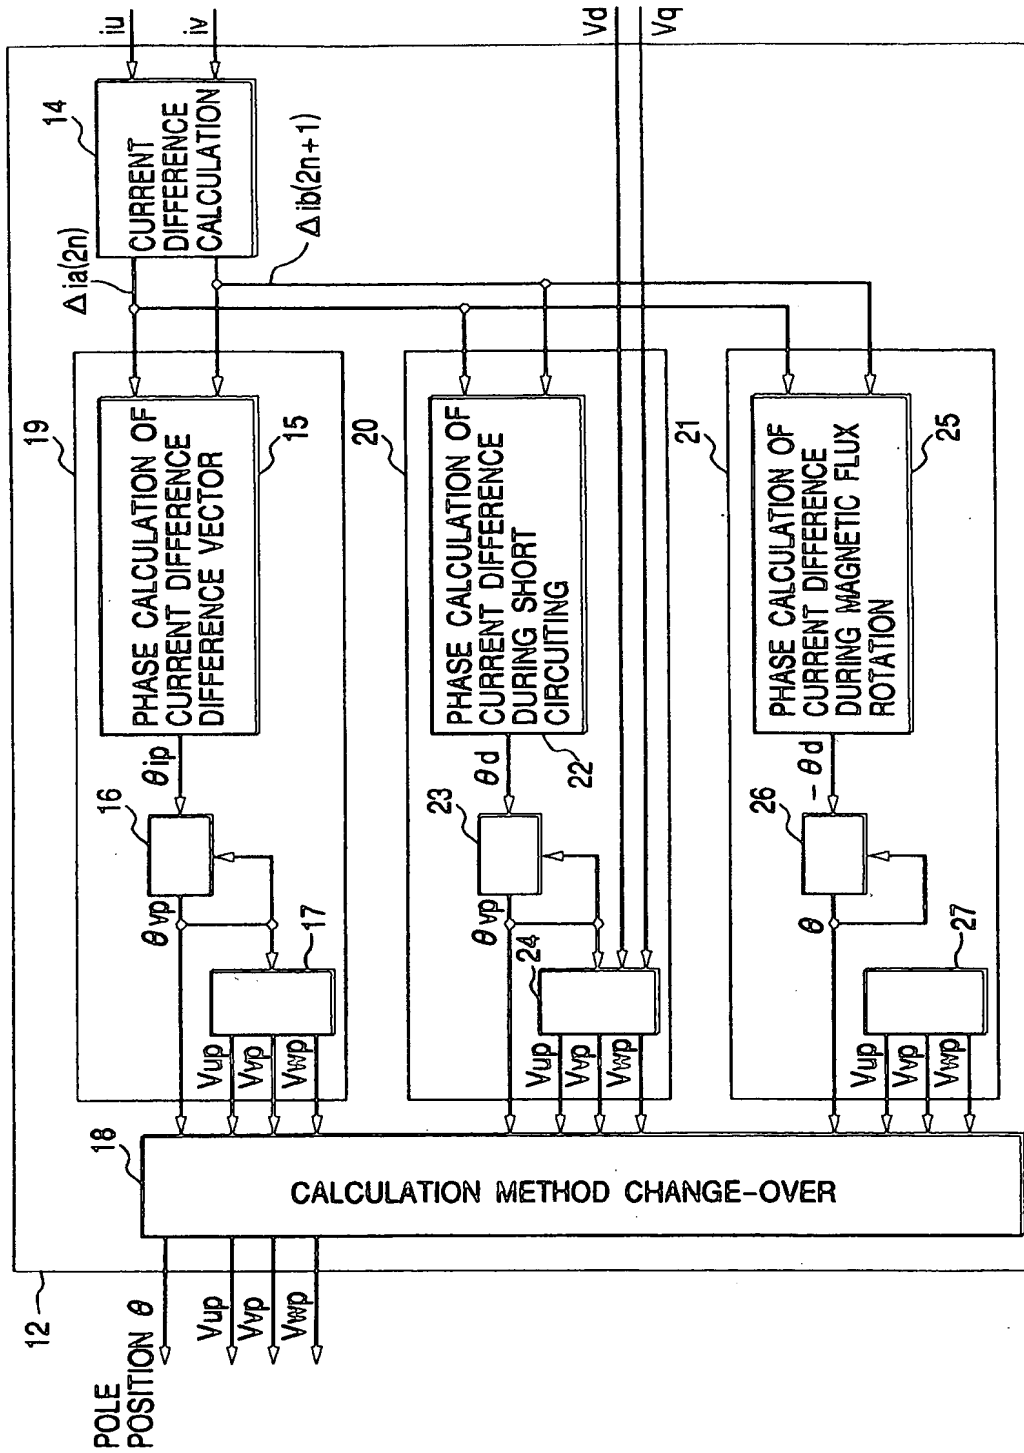 12
POLE
POSITION θ
Vup
Vvp
Vwp
18
CALCULATION METHOD CHANGE-OVER
19
θvp
16
θip
PHASE CALCULATION OF
CURRENT DIFFERENCE
DIFFERENCE VECTOR
15
17
Vup
Vvp
Vwp
14
Δia(2n)
CURRENT
DIFFERENCE
CALCULATION
Δib(2n+1)
iu
iv
20
θvp
23
θd
PHASE CALCULATION OF
CURRENT DIFFERENCE
DURING SHORT
CIRCUITING
22
24
Vup
Vvp
Vwp
Vd
Vq
21
θ
26
-θd
PHASE CALCULATION OF
CURRENT DIFFERENCE
DURING MAGNETIC FLUX
ROTATION
25
27
Vup
Vvp
Vwp